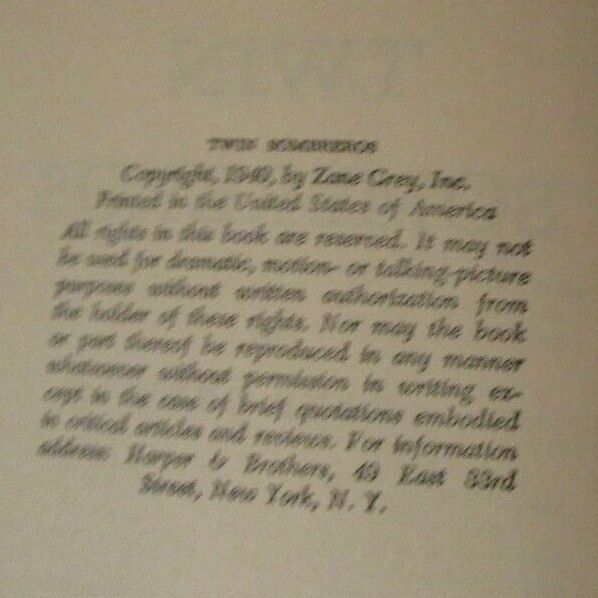 TWIN SOMBREROS
Copyright, 1940, by Zane Grey, Inc.
Printed in the United States of America
All rights in this book are reserved. It may not
be used for dramatic, motion- or talking-picture
purposes without written authorization from
the holder of these rights. Nor may the book
or part thereof be reproduced in any manner
whatsoever without permission in writing ex-
cept in the case of brief quotations embodied
in critical articles and reviews. For information
address: Harper & Brothers, 49 East 33rd
Street, New York, N. Y.